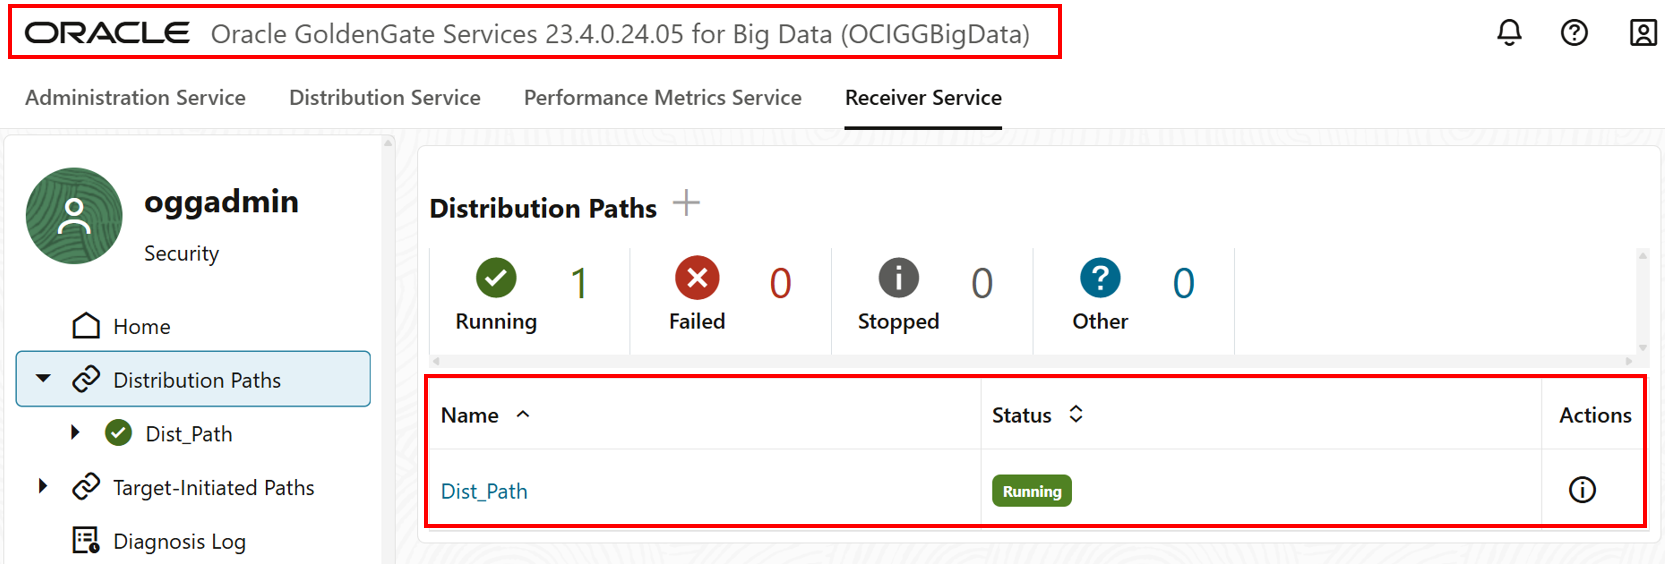 ORACLE Oracle GoldenGate Services 23.4.0.24.05 for Big Data (OCIGGBigData)
Administration Service Distribution Service Performance Metrics Service Receiver Service
oggadmin
Security
Home
Distribution Paths
Dist_Path
Target-Initiated Paths
Diagnosis Log
Distribution Paths
1 0 0 0
Running Failed Stopped Other
Name Status Actions
Dist_Path Running